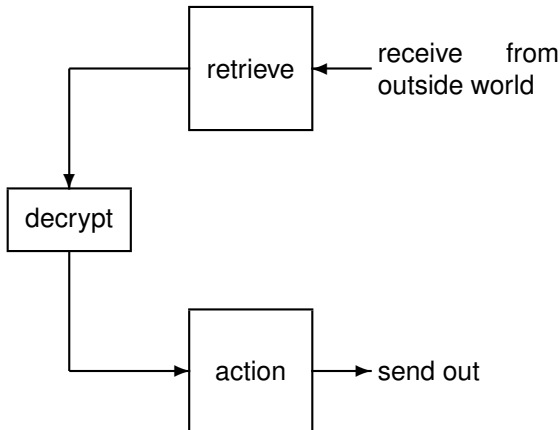 retrieve
receive from
outside world
decrypt
action
send out